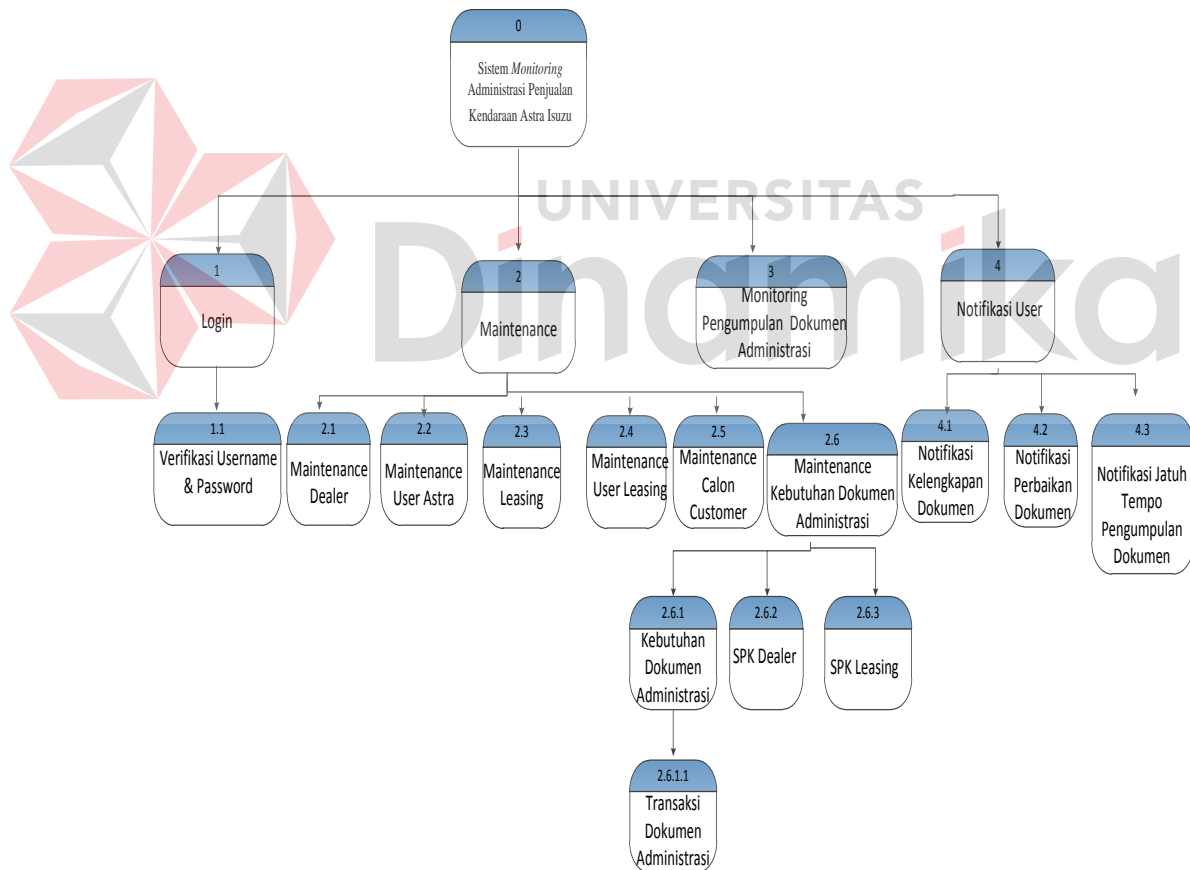 0
Sistem Monitoring
Administrasi Penjualan
Kendaraan Astra Isuzu
UNIVERSITAS
Dinamika
1
Login
2
Maintenance
3
Monitoring
Pengumpulan Dokumen
Administrasi
4
Notifikasi User
1.1
Verifikasi Username
& Password
2.1
Maintenance
Dealer
2.2
Maintenance
User Astra
2.3
Maintenance
Leasing
2.4
Maintenance
User Leasing
2.5
Maintenance
Calon
Customer
2.6
Maintenance
Kebutuhan Dokumen
Administrasi
4.1
Notifikasi
Kelengkapan
Dokumen
4.2
Notifikasi
Perbaikan
Dokumen
4.3
Notifikasi Jatuh
Tempo
Pengumpulan
Dokumen
2.6.1
Kebutuhan
Dokumen
Administrasi
2.6.2
SPK Dealer
2.6.3
SPK Leasing
2.6.1.1
Transaksi
Dokumen
Administrasi